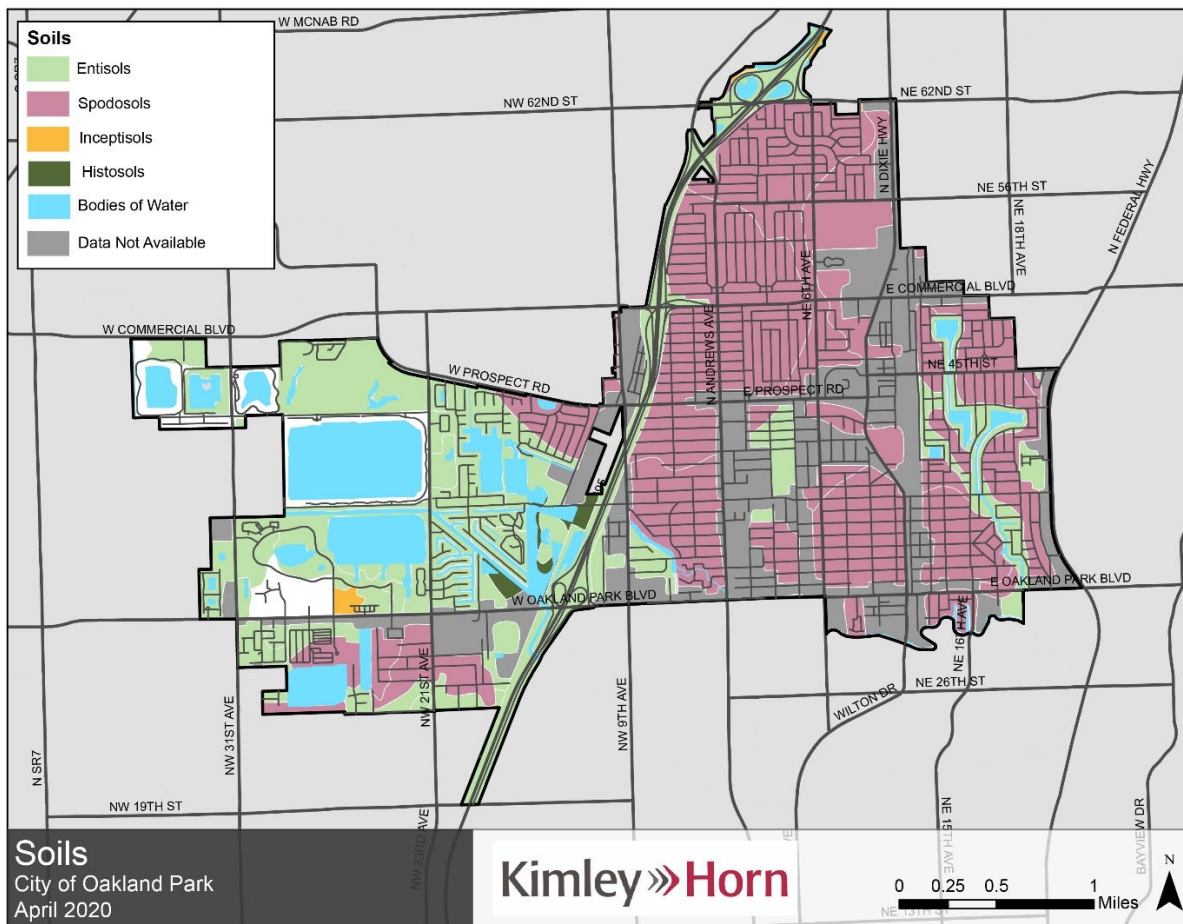 W MCNAB RD
Soils
Entisols
Spodosols
Inceptisols
Histosols
Bodies of Water
Data Not Available
NW 62ND ST
NE 62ND ST
N DIXIE HWY
NE 56TH ST
NE 18TH AVE
N FEDERAL HWY
NE 6TH AVE
E COMMERCIAL BLVD
W COMMERCIAL BLVD
N ANDREWS AVE
NE 45TH ST
W PROSPECT RD
E PROSPECT RD
95
W OAKLAND PARK BLVD
E OAKLAND PARK BLVD
NE 16TH AVE
NW 21ST AVE
NE 26TH ST
WILTON DR
NW 31ST AVE
NW 9TH AVE
N SR7
NW 19TH ST
NW 23RD AVE
NE 15TH AVE
BAYVIEW DR
NE 13TH ST
Soils
City of Oakland Park
April 2020
Kimley»Horn
N
0 0.25 0.5 1
Miles